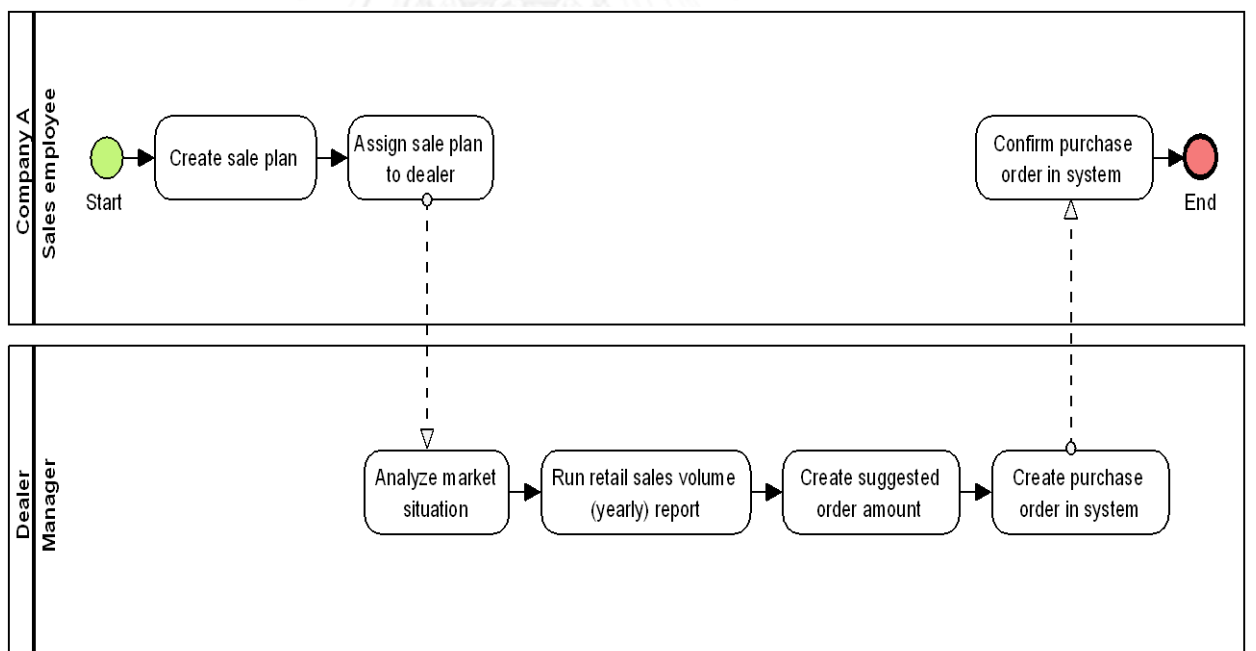 Company A
Sales employee
Start
Create sale plan
Assign sale plan
to dealer
Confirm purchase
order in system
End
Dealer
Manager
Analyze market
situation
Run retail sales volume
(yearly) report
Create suggested
order amount
Create purchase
order in system